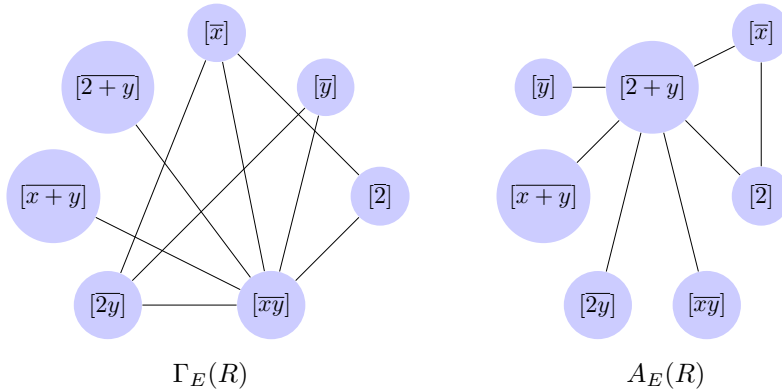 [x̅]
[x̅]
[2̅ ̅+̅ ̅y̅]
[y̅]
[y̅]
[2̅ ̅+̅ ̅y̅]
[x̅ ̅+̅ ̅y̅]
[2̅]
[x̅ ̅+̅ ̅y̅]
[2̅]
[2̅y̅]
[x̅y̅]
[2̅y̅]
[x̅y̅]
Γ_E(R)
A_E(R)